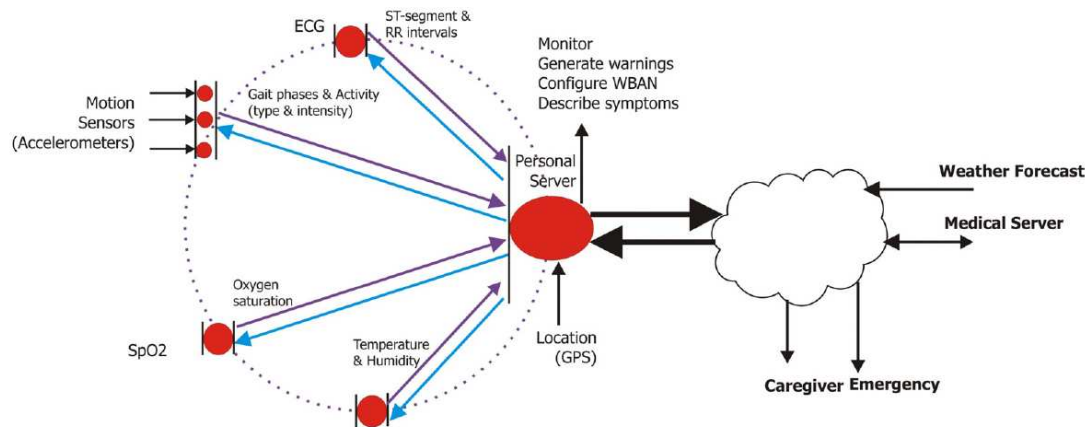 ECG
ST-segment &
RR intervals
Monitor
Generate warnings
Configure WBAN
Describe symptoms
Motion
Sensors
(Accelerometers)
Gait phases & Activity
(type & intensity)
Personal
Server
Weather Forecast
Medical Server
Oxygen
saturation
SpO2
Temperature
& Humidity
Location
(GPS)
Caregiver
Emergency